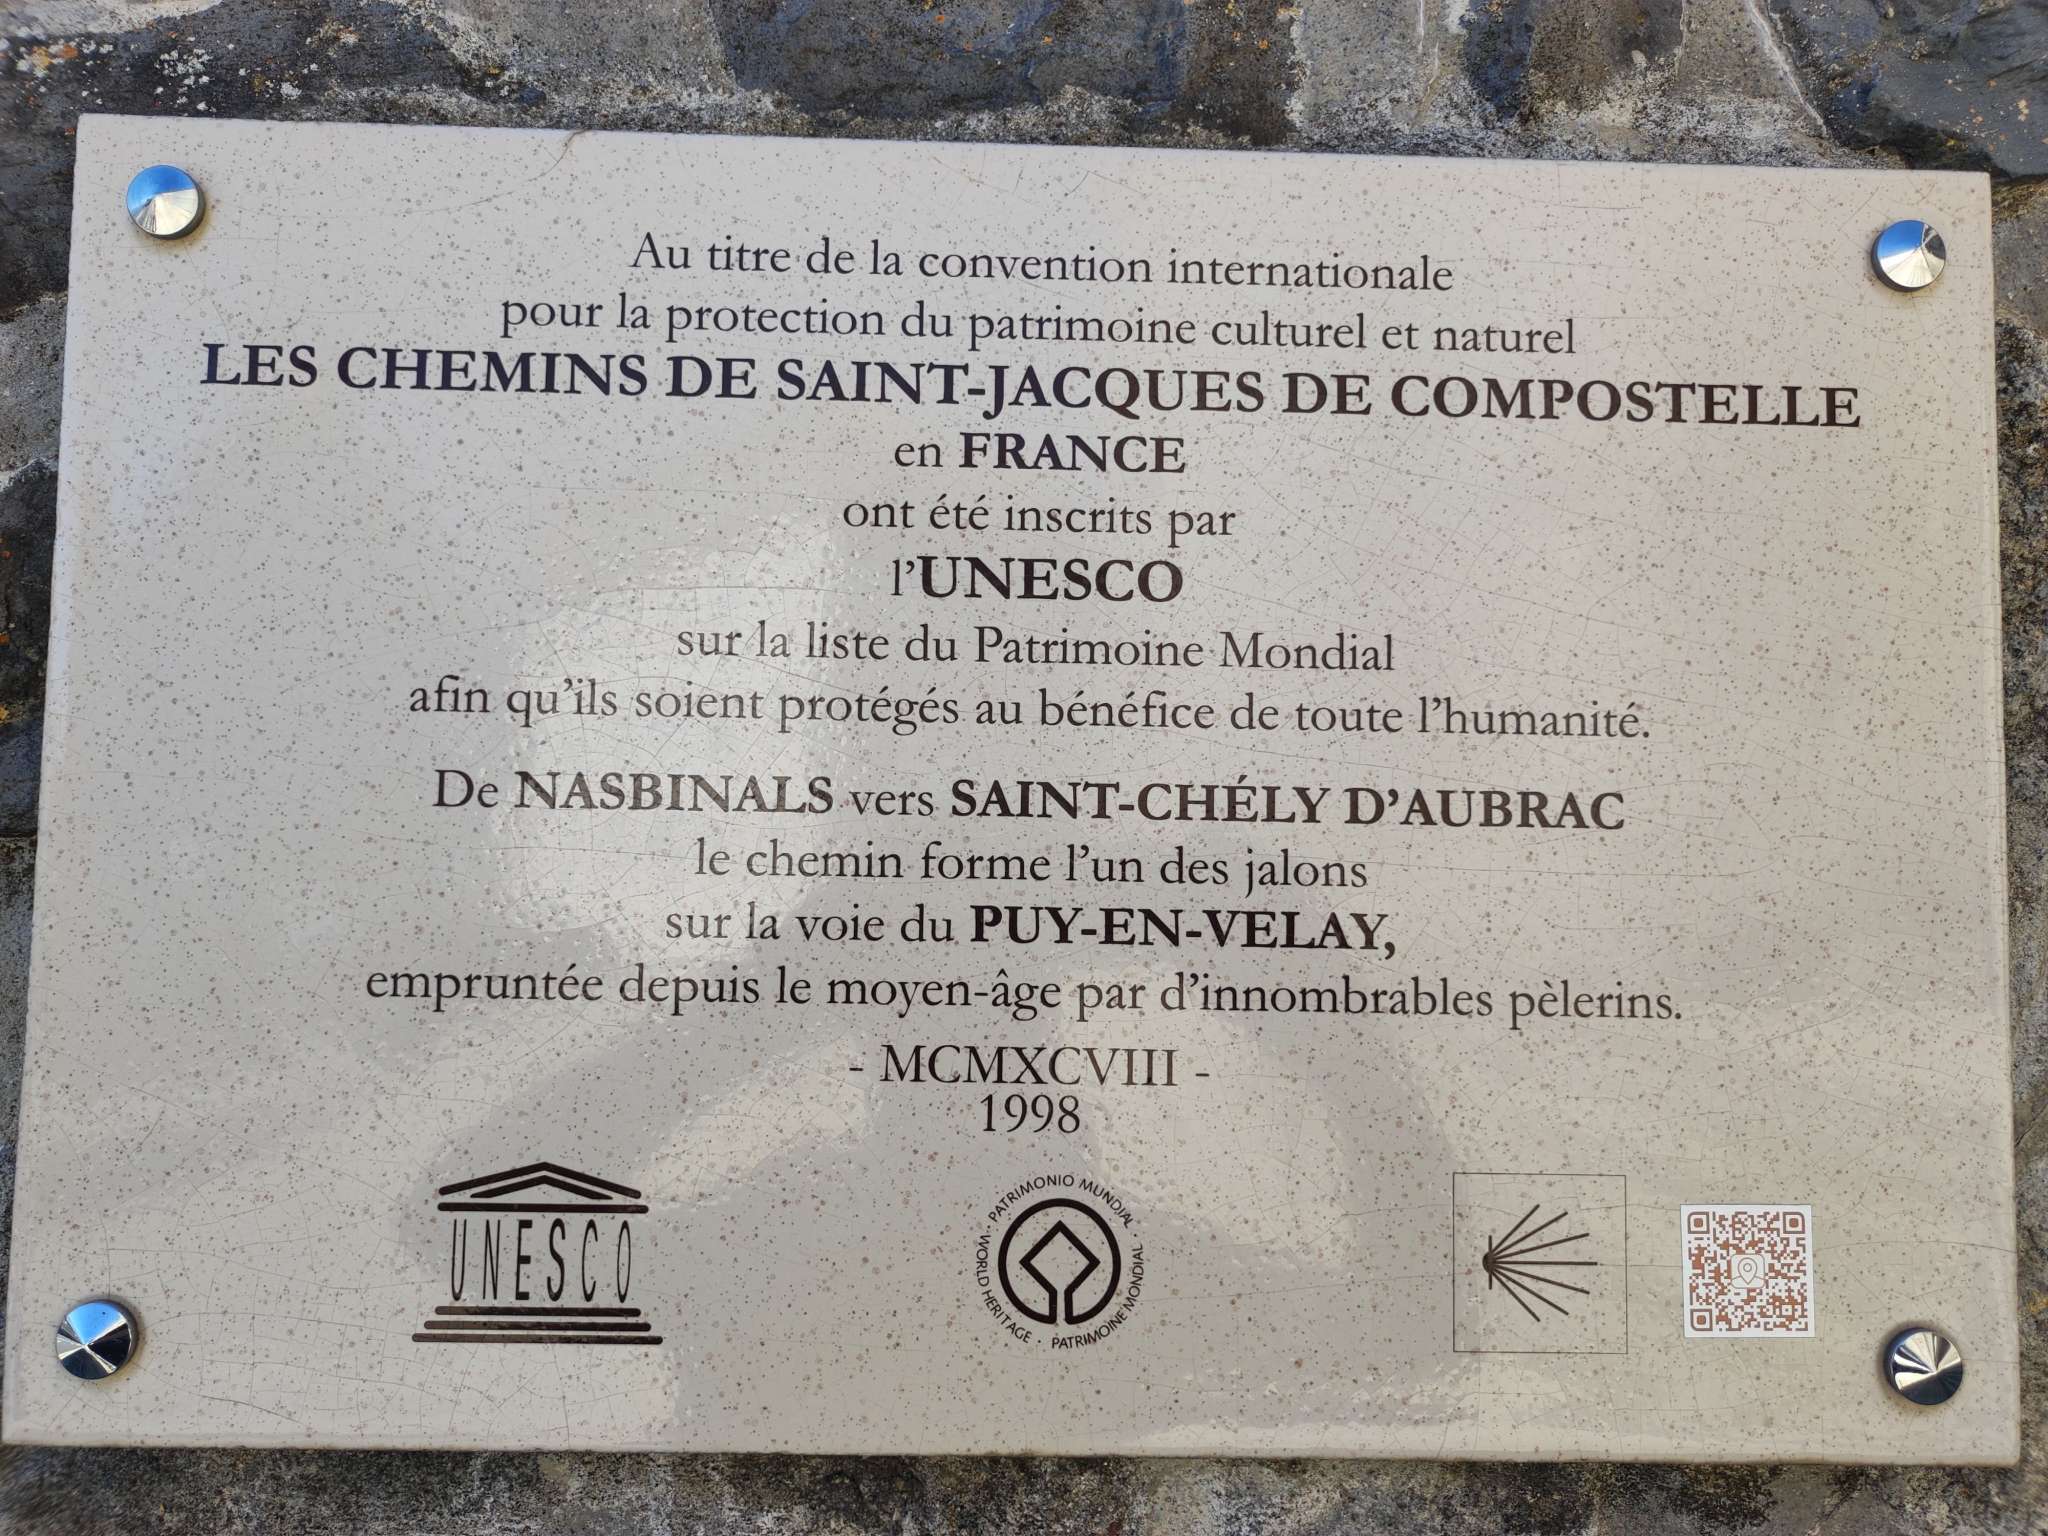 Au titre de la convention internationale
pour la protection du patrimoine culturel et naturel
LES CHEMINS DE SAINT-JACQUES DE COMPOSTELLE
en FRANCE
ont été inscrits par
l'UNESCO
sur la liste du Patrimoine Mondial
afin qu'ils soient protégés au bénéfice de toute l'humanité.
De NASBINALS vers SAINT-CHÉLY D'AUBRAC
le chemin forme l'un des jalons
sur la voie du PUY-EN-VELAY,
empruntée depuis le moyen-âge par d'innombrables pèlerins.
- MCMXCVIII -
1998
UNESCO
PATRIMONIO MUNDIAL
WORLD HERITAGE · PATRIMOINE MONDIAL